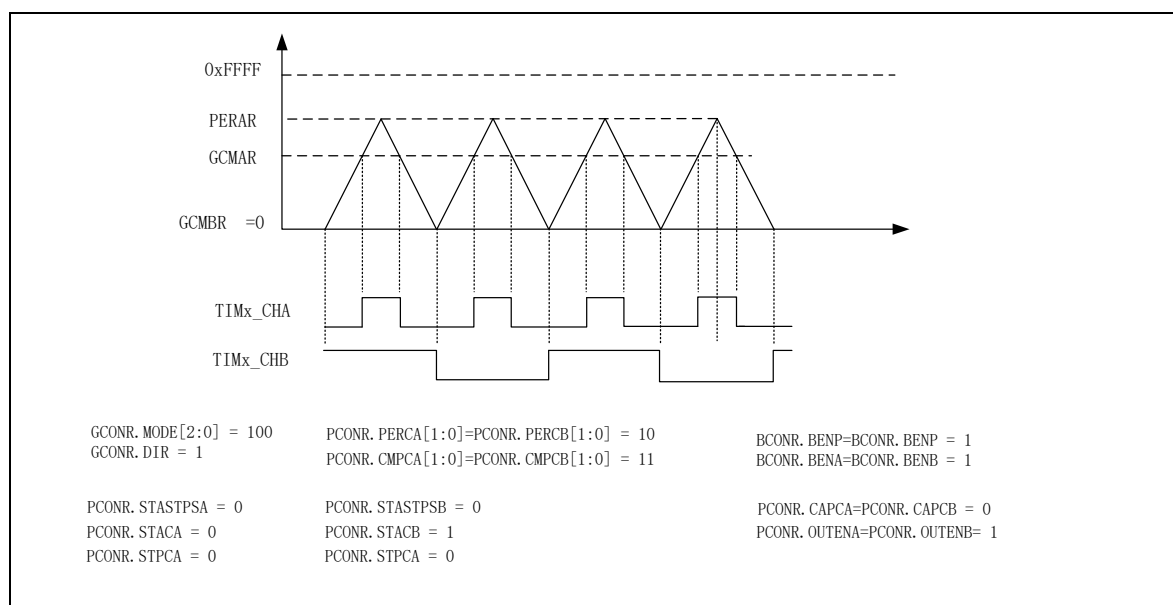 0xFFFF
PERAR
GCMAR
GCMBR =0
TIMx_CHA
TIMx_CHB
GCONR.MODE[2:0] = 100
GCONR.DIR = 1
PCONR.PERCA[1:0]=PCONR.PERCB[1:0] = 10
PCONR.CMPCA[1:0]=PCONR.CMPCB[1:0] = 11
BCONR.BENP=BCONR.BENP = 1
BCONR.BENA=BCONR.BENB = 1
PCONR.STASTPSA = 0
PCONR.STACA = 0
PCONR.STPCA = 0
PCONR.STASTPSB = 0
PCONR.STACB = 1
PCONR.STPCA = 0
PCONR.CAPCA=PCONR.CAPCB = 0
PCONR.OUTENA=PCONR.OUTENB= 1